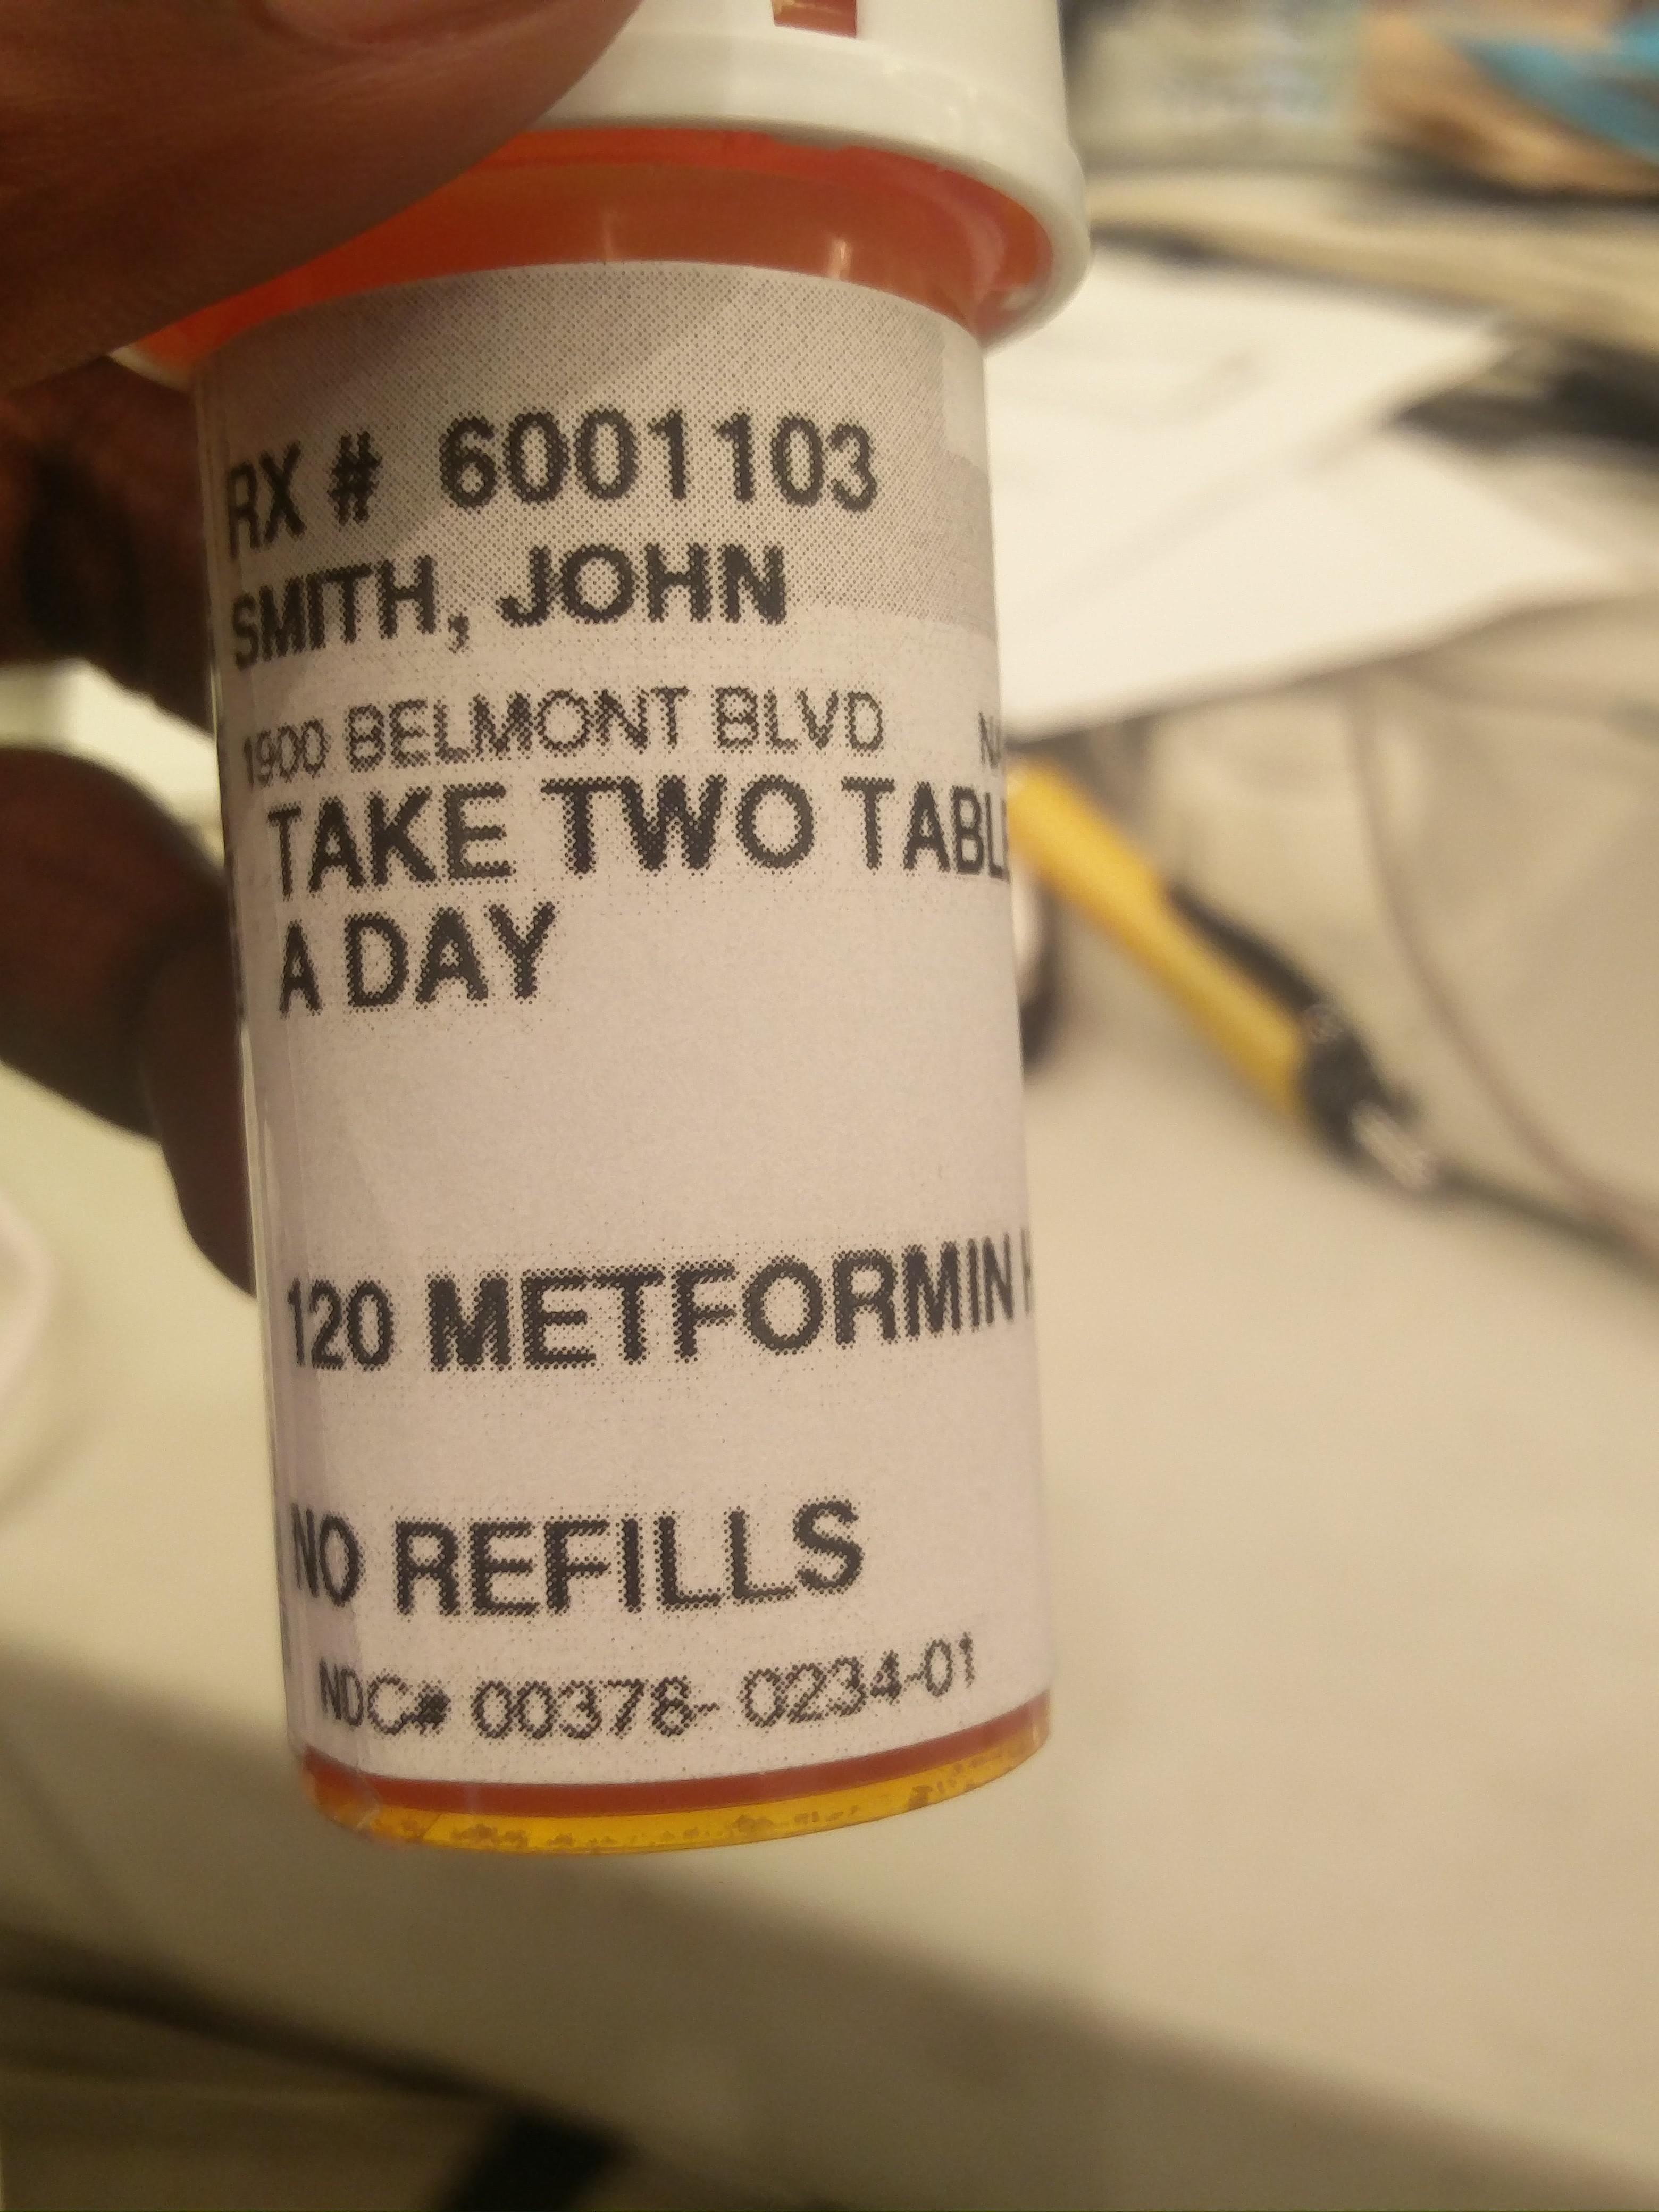 RX # 6001103
SMITH, JOHN
1900 BELMONT BLVD
TAKE TWO
A DAY
120 METFORMIN
NO REFILLS
NDC# 00378- 0234-01